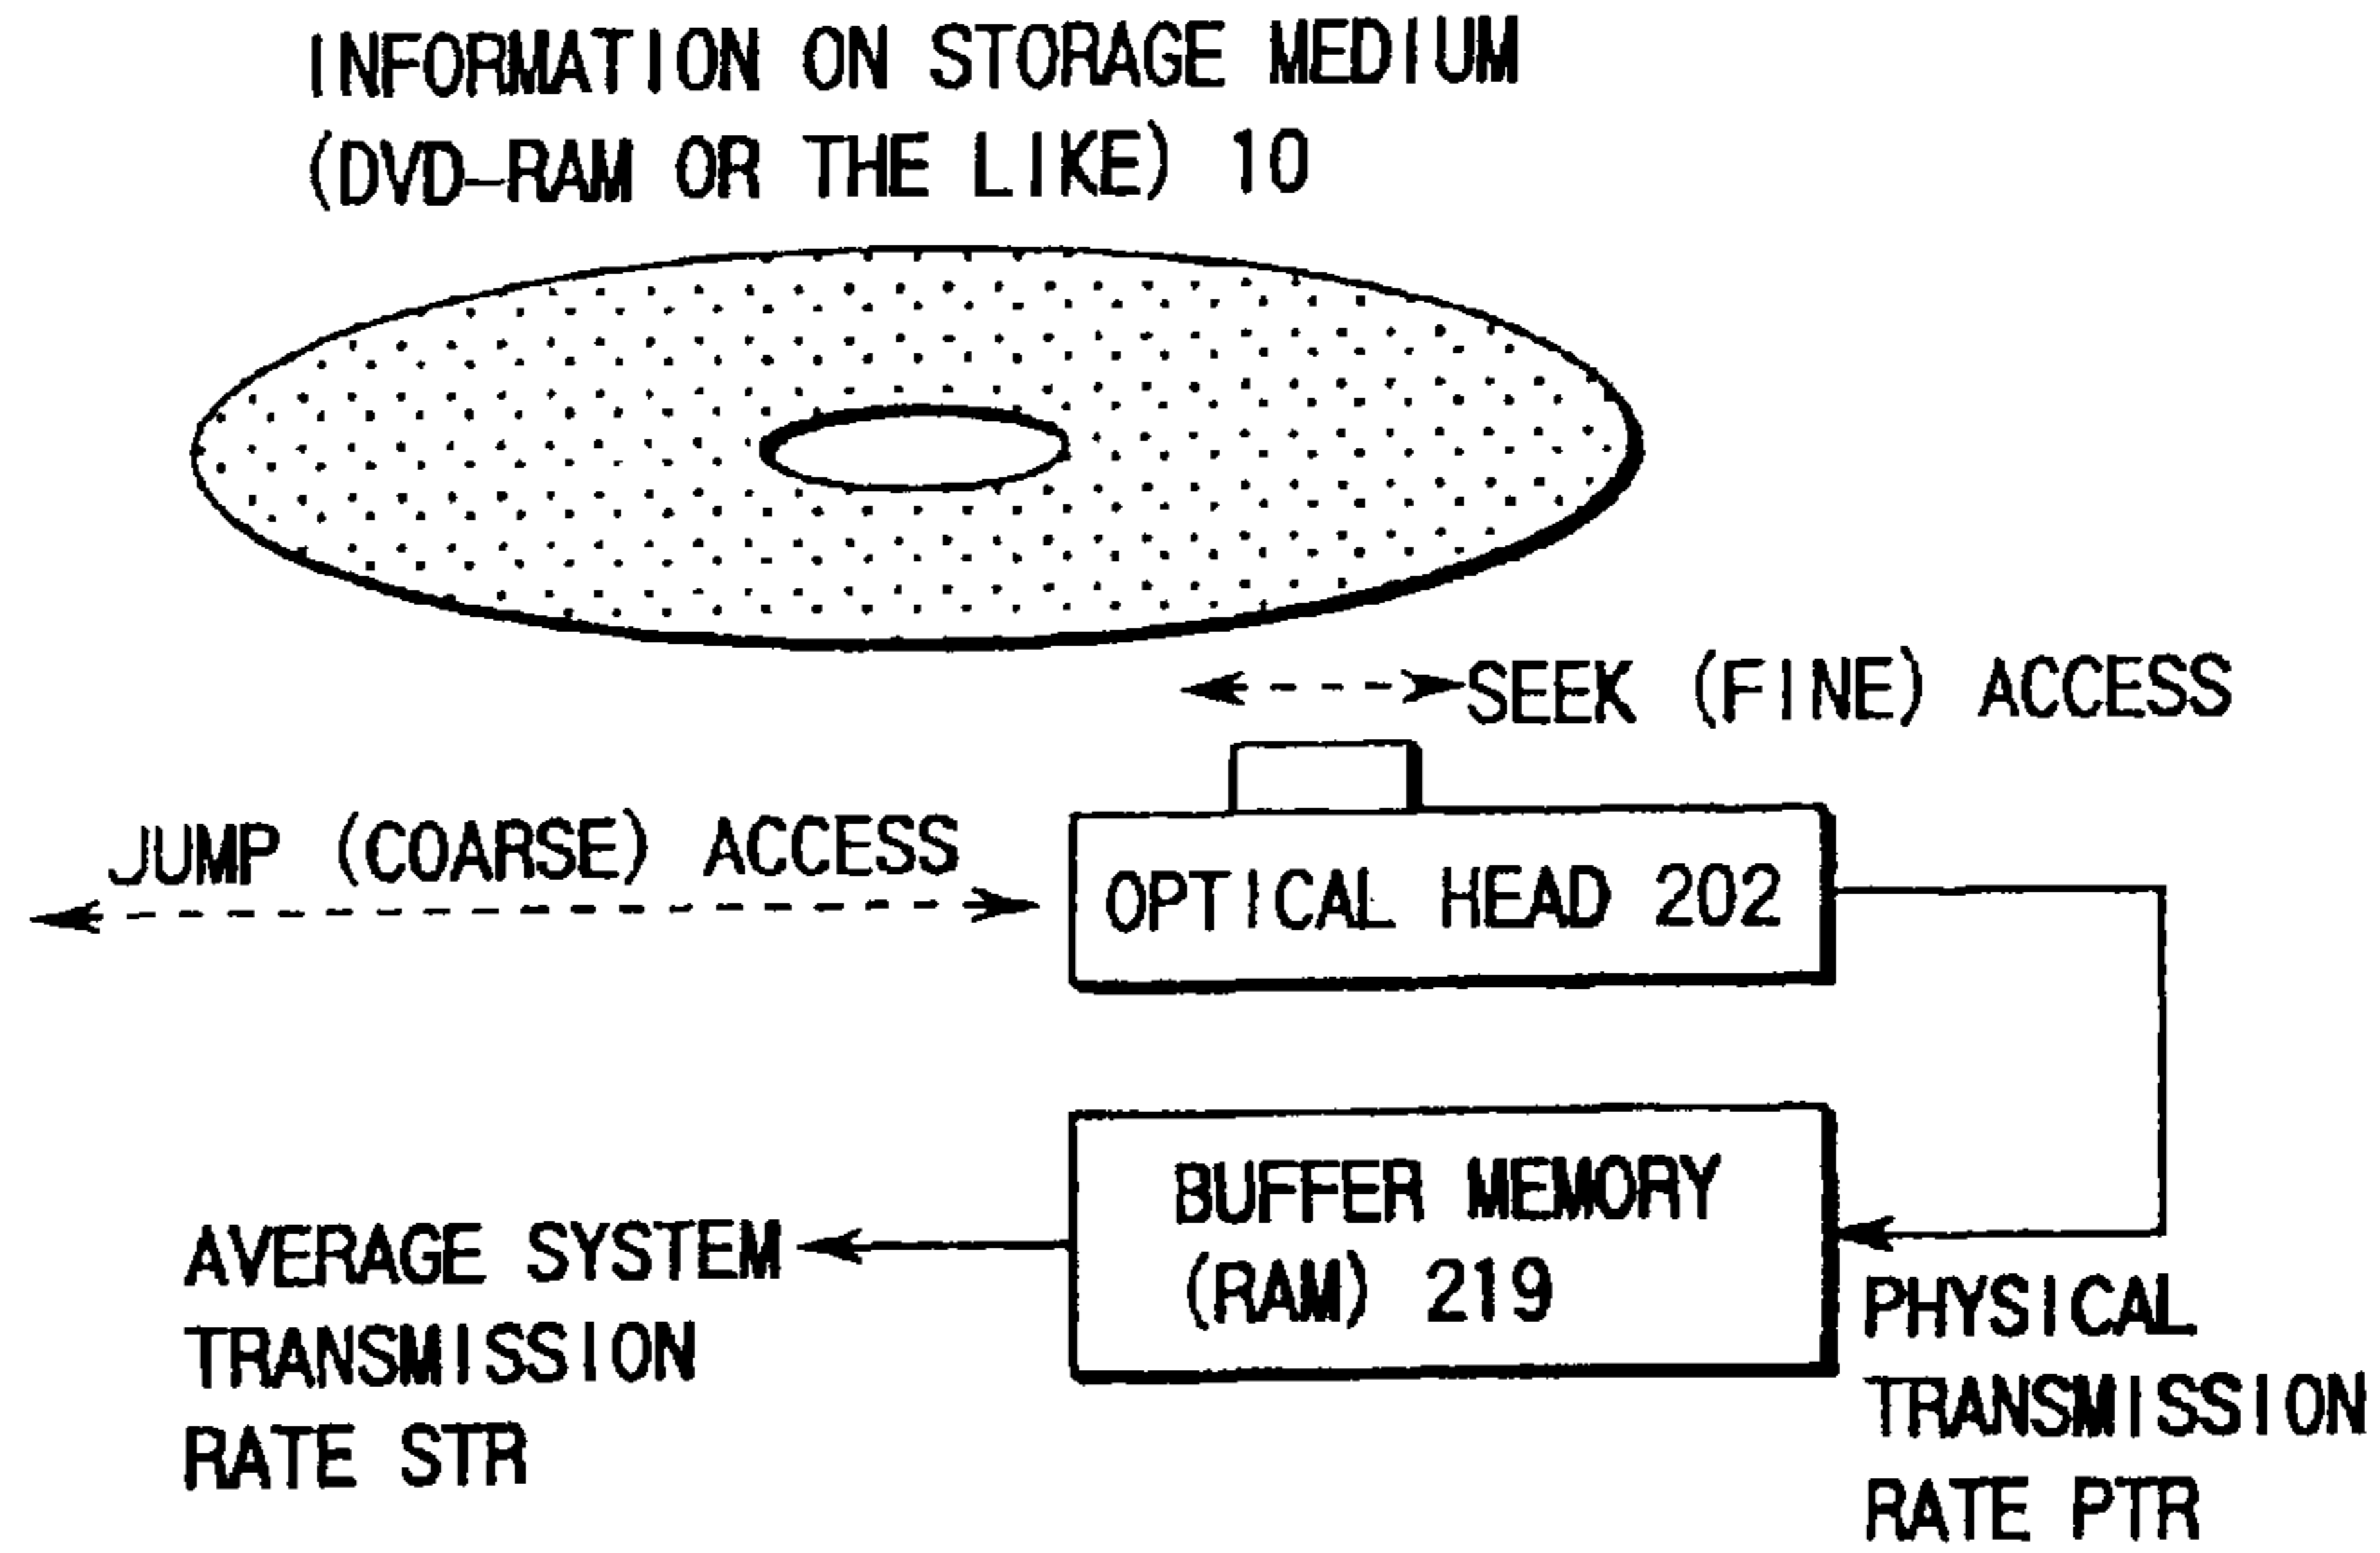 INFORMATION ON STORAGE MEDIUM
(DVD-RAM OR THE LIKE) 10
SEEK (FINE) ACCESS
JUMP (COARSE) ACCESS
OPTICAL HEAD 202
BUFFER MEMORY
(RAM) 219
AVERAGE SYSTEM
TRANSMISSION
RATE STR
PHYSICAL
TRANSMISSION
RATE PTR